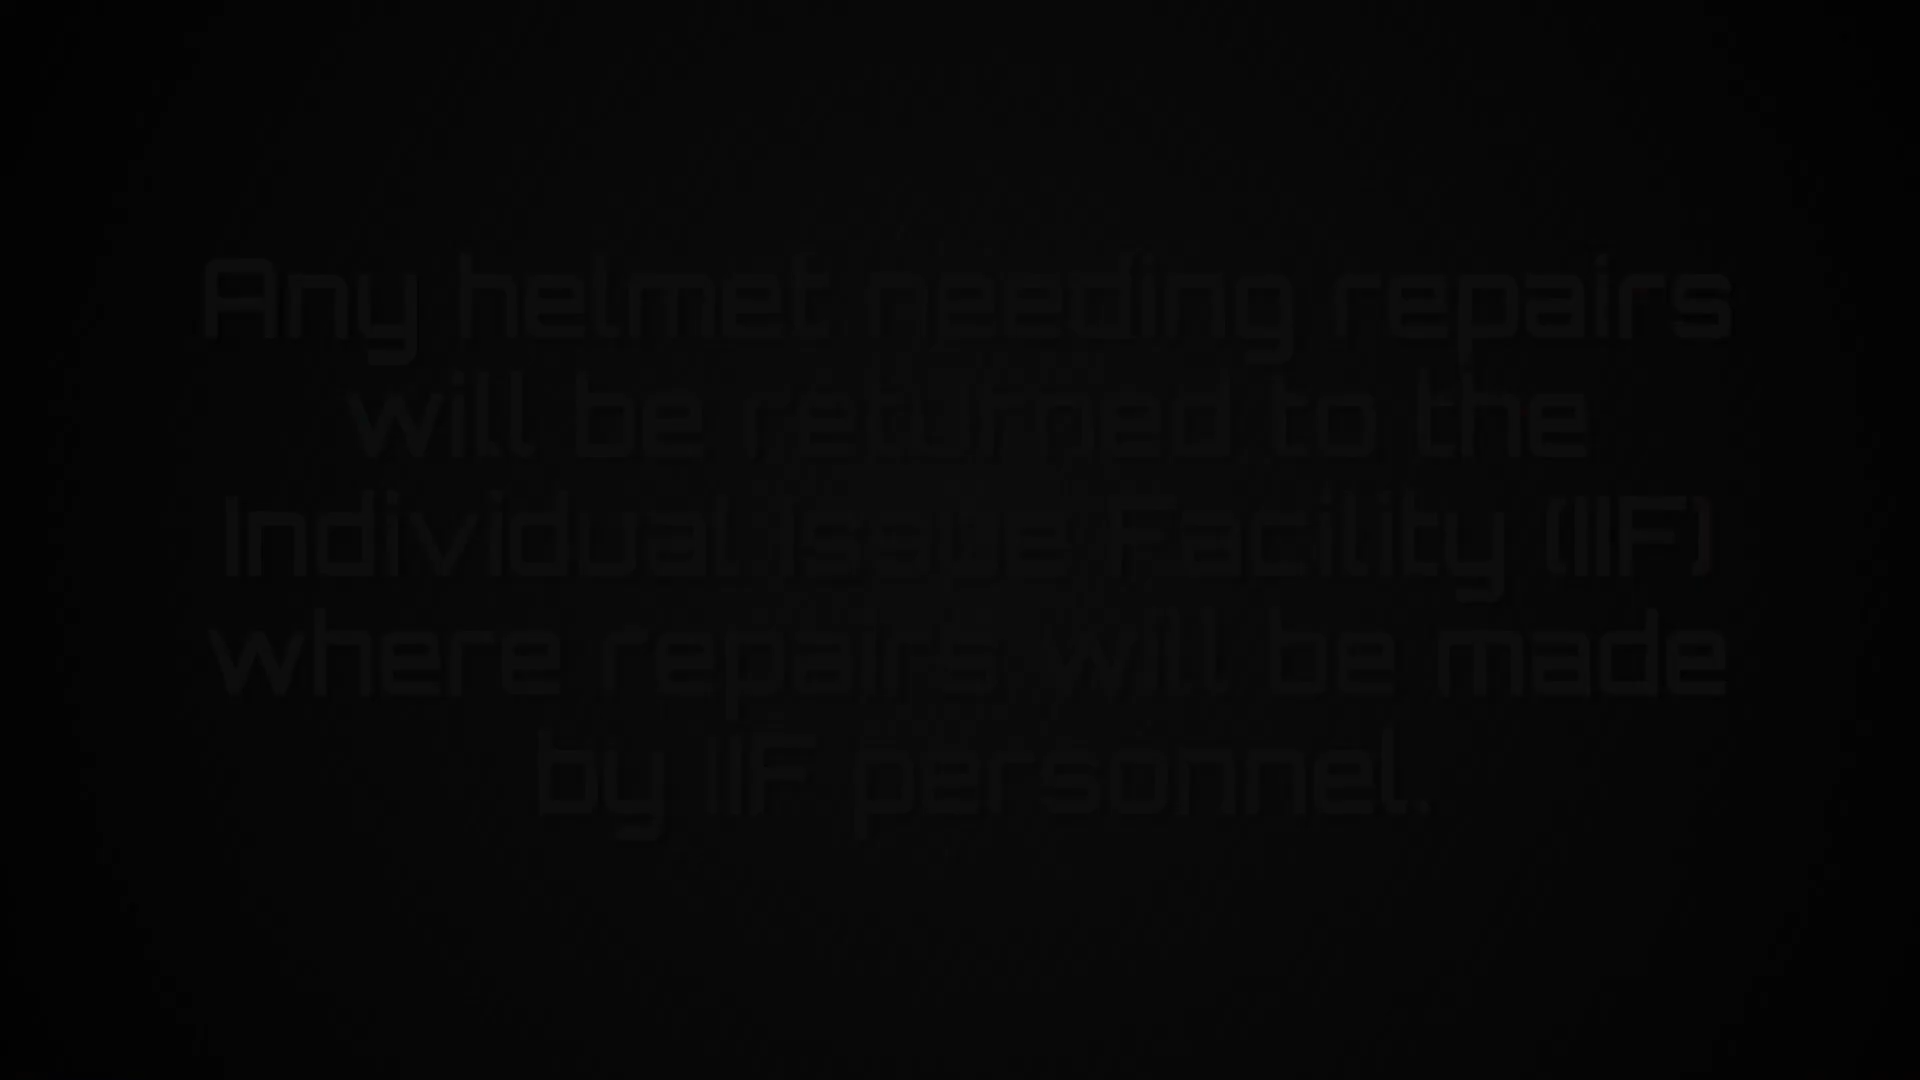 Any helmet needing repairs
will be returned to the
Individual Issue Facility (IIF)
where repairs will be made
by IIF personnel.